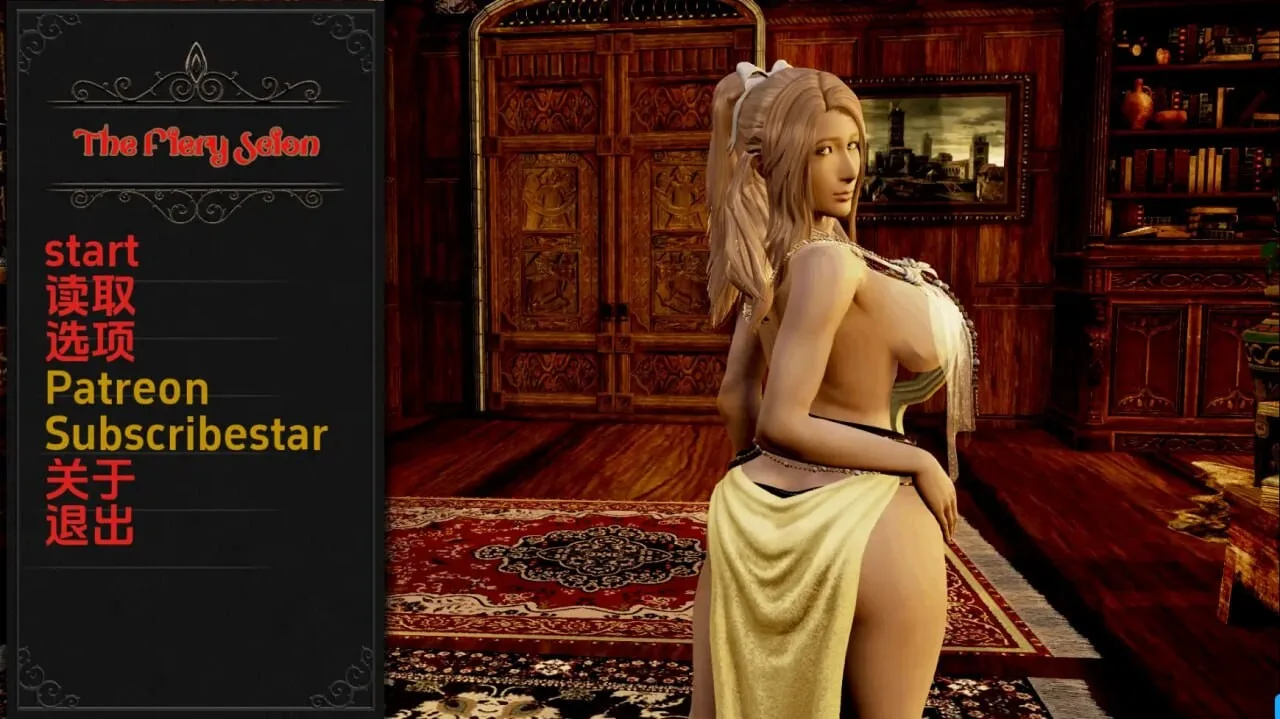 The Fiery Scion
start
读取
选项
Patreon
Subscribestar
关于
退出